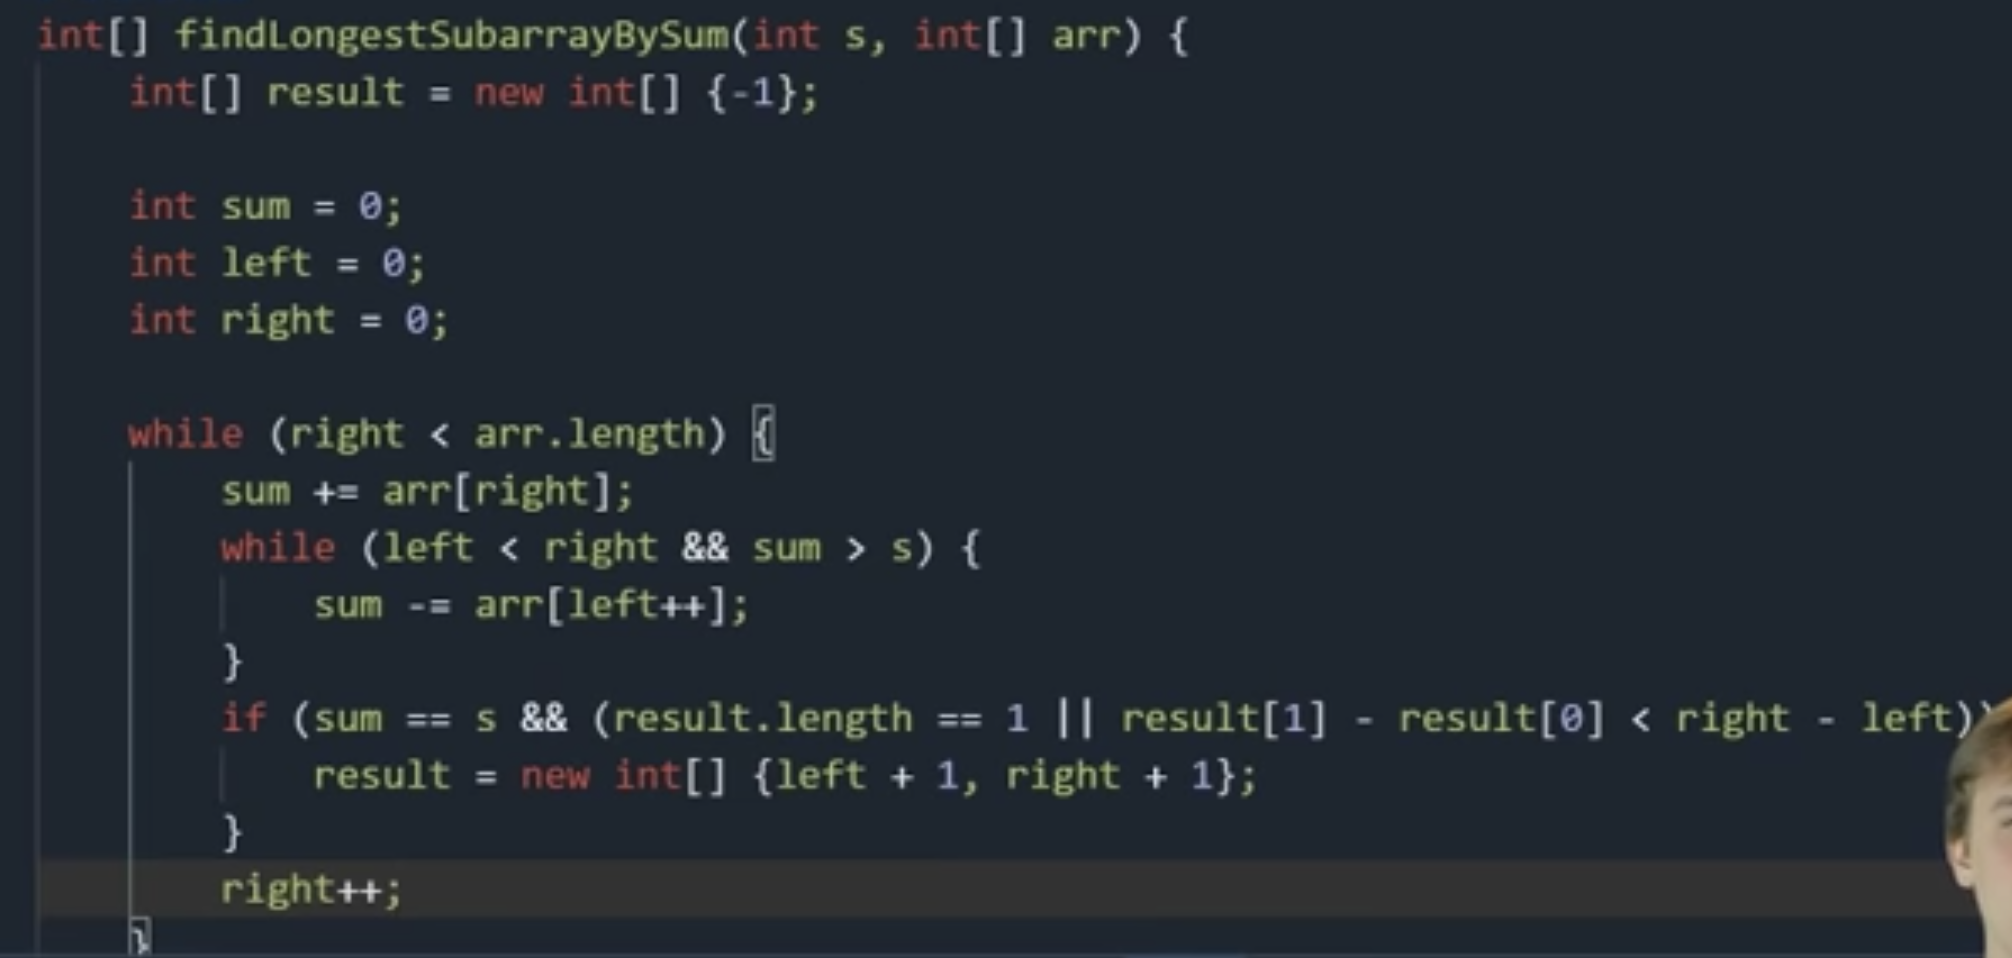 int[] findLongestSubarrayBySum(int s, int[] arr) {
int[] result = new int[] {-1};
int sum = 0;
int left = 0;
int right = 0;
while (right < arr.length) {
sum += arr[right];
while (left < right && sum > s) {
sum -= arr[left++];
}
if (sum == s && (result.length == 1 || result[1] - result[0] < right - left))
result = new int[] {left + 1, right + 1};
}
right++;
}